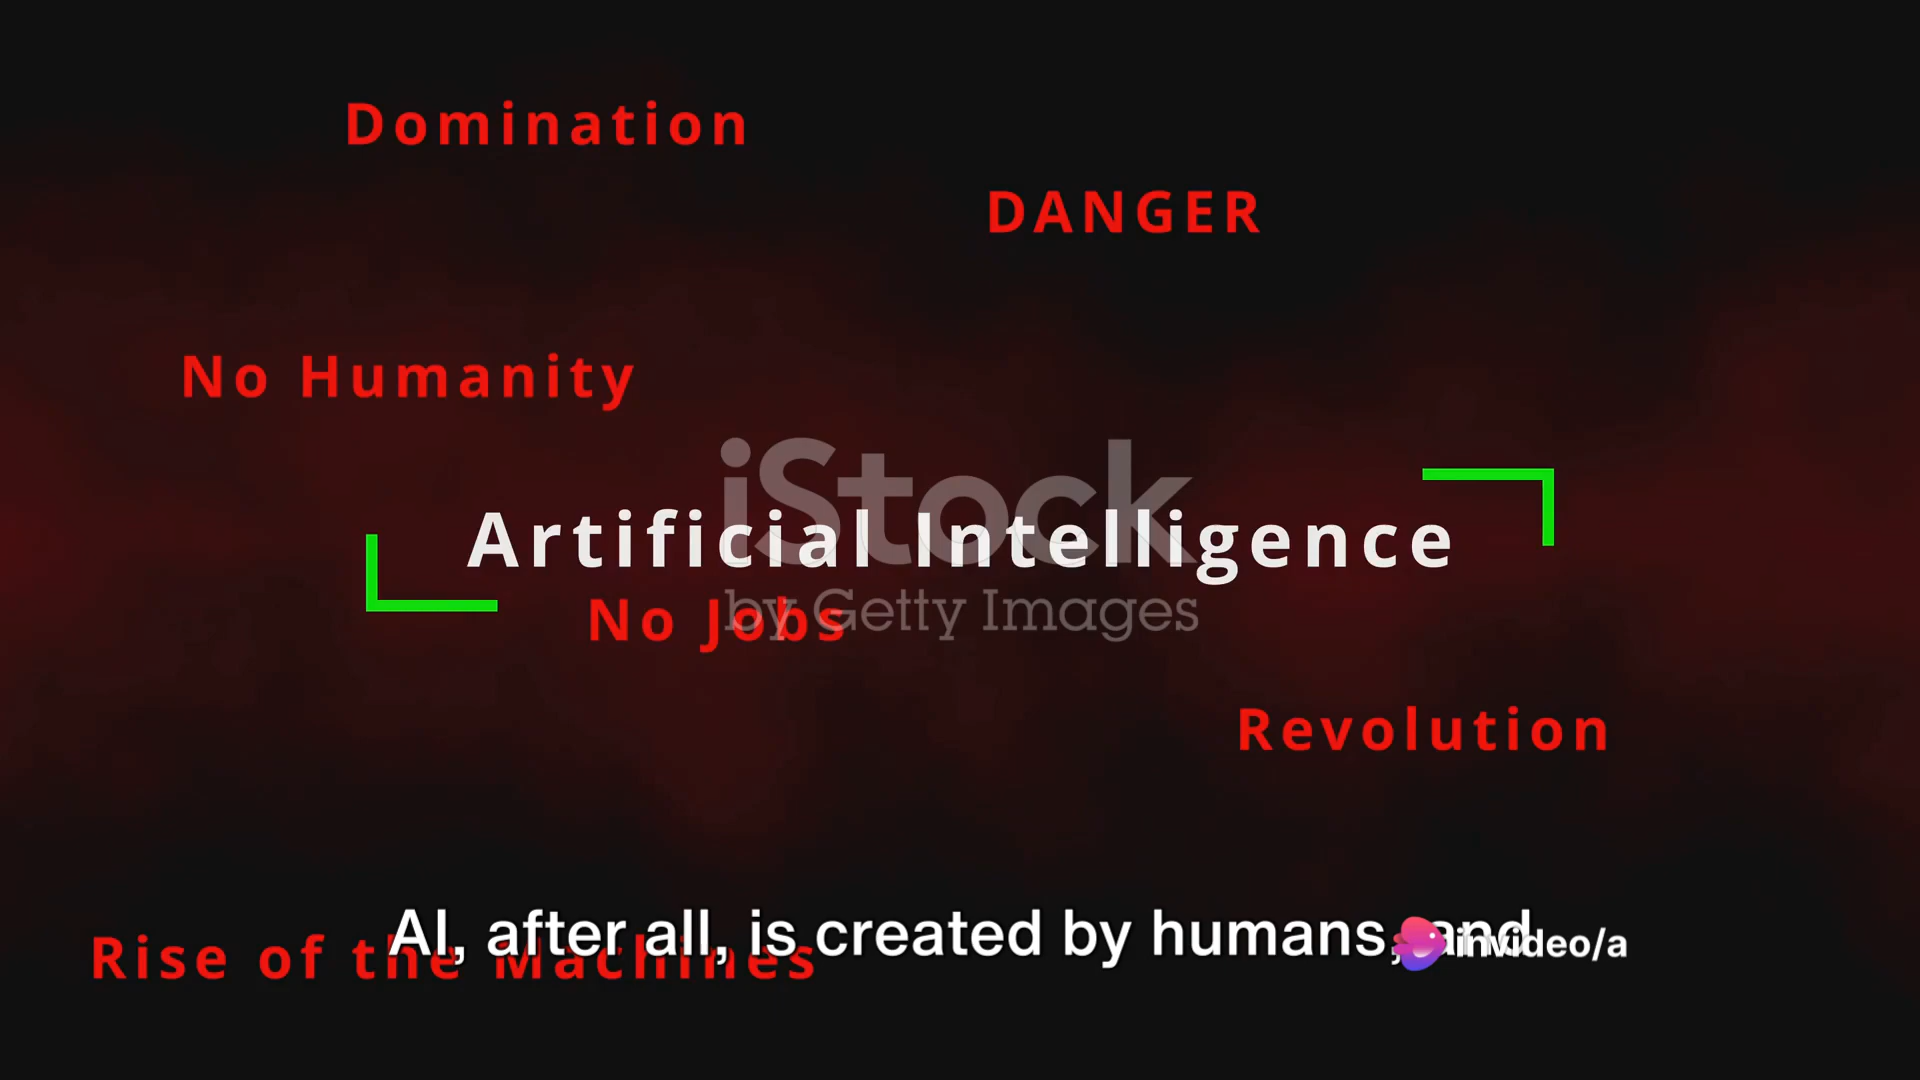 Domination
DANGER
No Humanity
iStock
Artificial Intelligence
by Getty Images
No Jobs
Revolution
AI, after all, is created by humans, and
invideo/a
Rise of the Machines